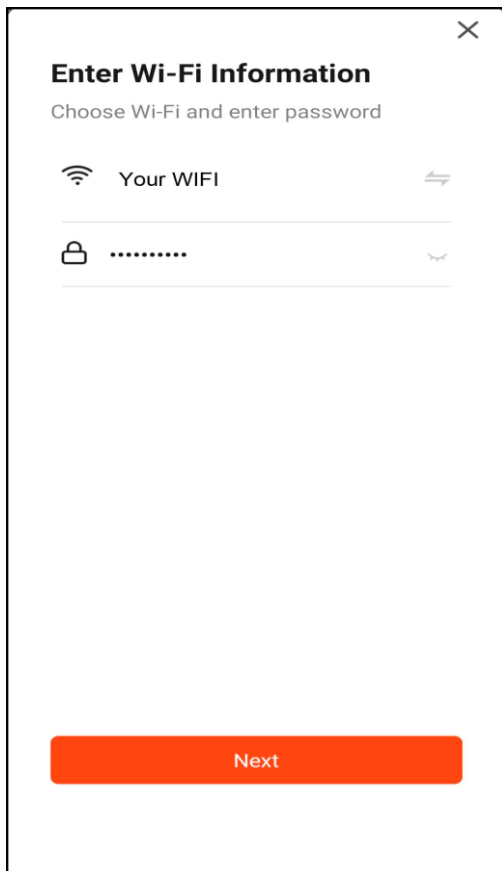 Enter Wi-Fi Information
Choose Wi-Fi and enter password
Your WIFI
••••••••••
Next